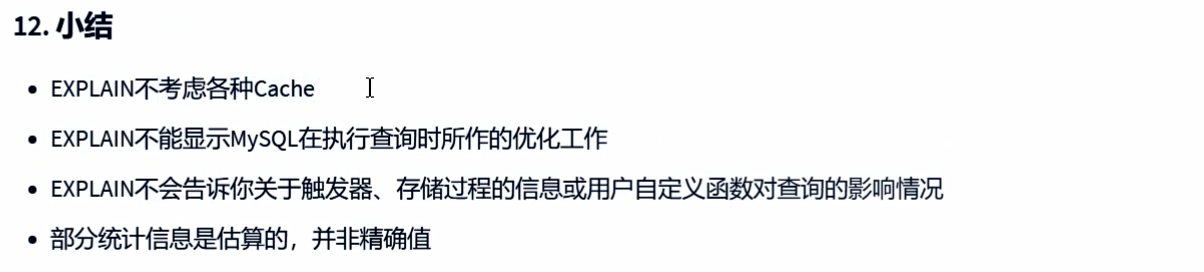 12. 小结
EXPLAIN不考虑各种Cache
EXPLAIN不能显示MySQL在执行查询时所作的优化工作
EXPLAIN不会告诉你关于触发器、存储过程的信息或用户自定义函数对查询的影响情况
部分统计信息是估算的，并非精确值